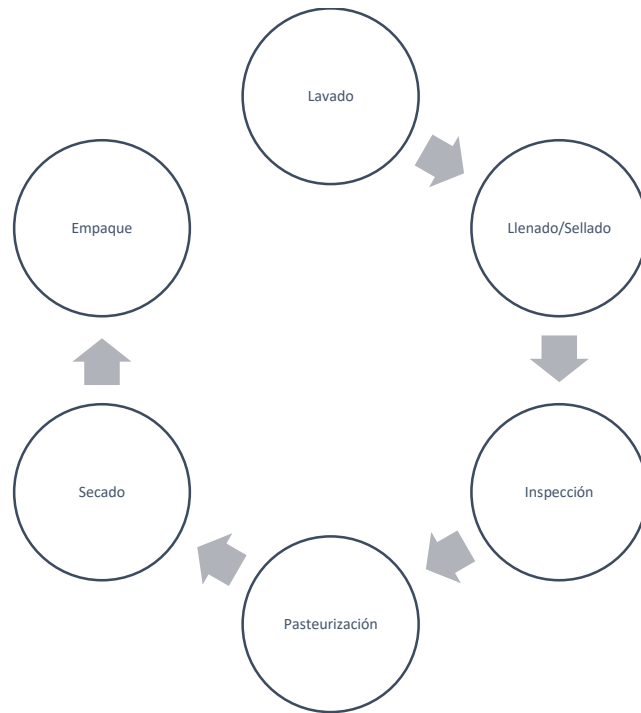 Lavado
Llenado/Sellado
Inspección
Pasteurización
Secado
Empaque